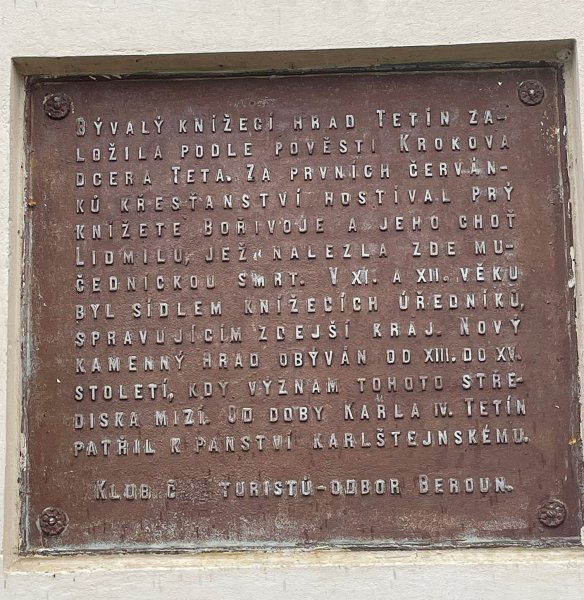 Bývalý knížecí hrad Tetín za-
ložila podle pověsti Krokova
dcera Teta. Za prvních červán-
ků křesťanství hostíval prý
knížete Bořivoje a jeho choť
Lidmilu, jež nalezla zde mu-
čednickou smrt. V XI. a XII. věku
byl sídlem knížecích úředníků,
spravujícím zdejší kraj. Nový
kamenný hrad obýván od XIII. do XV.
století, kdy význam tohoto stře-
diska mizí. Od doby Karla IV. Tetín
patřil k panství karlštejnskému.
Klub Č turistů-odbor Beroun.